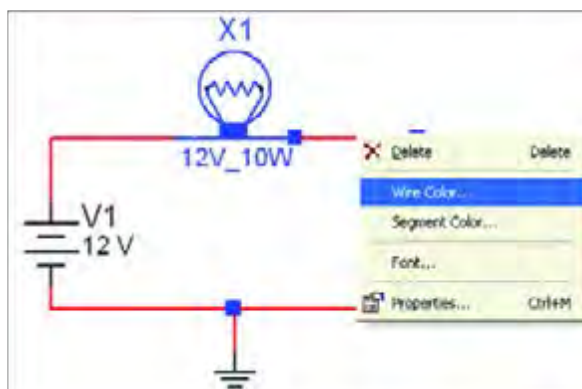 X1
12V_10W
V1
12 V
Delete Delete
Wire Color...
Segment Color...
Font...
Properties... Ctrl+M